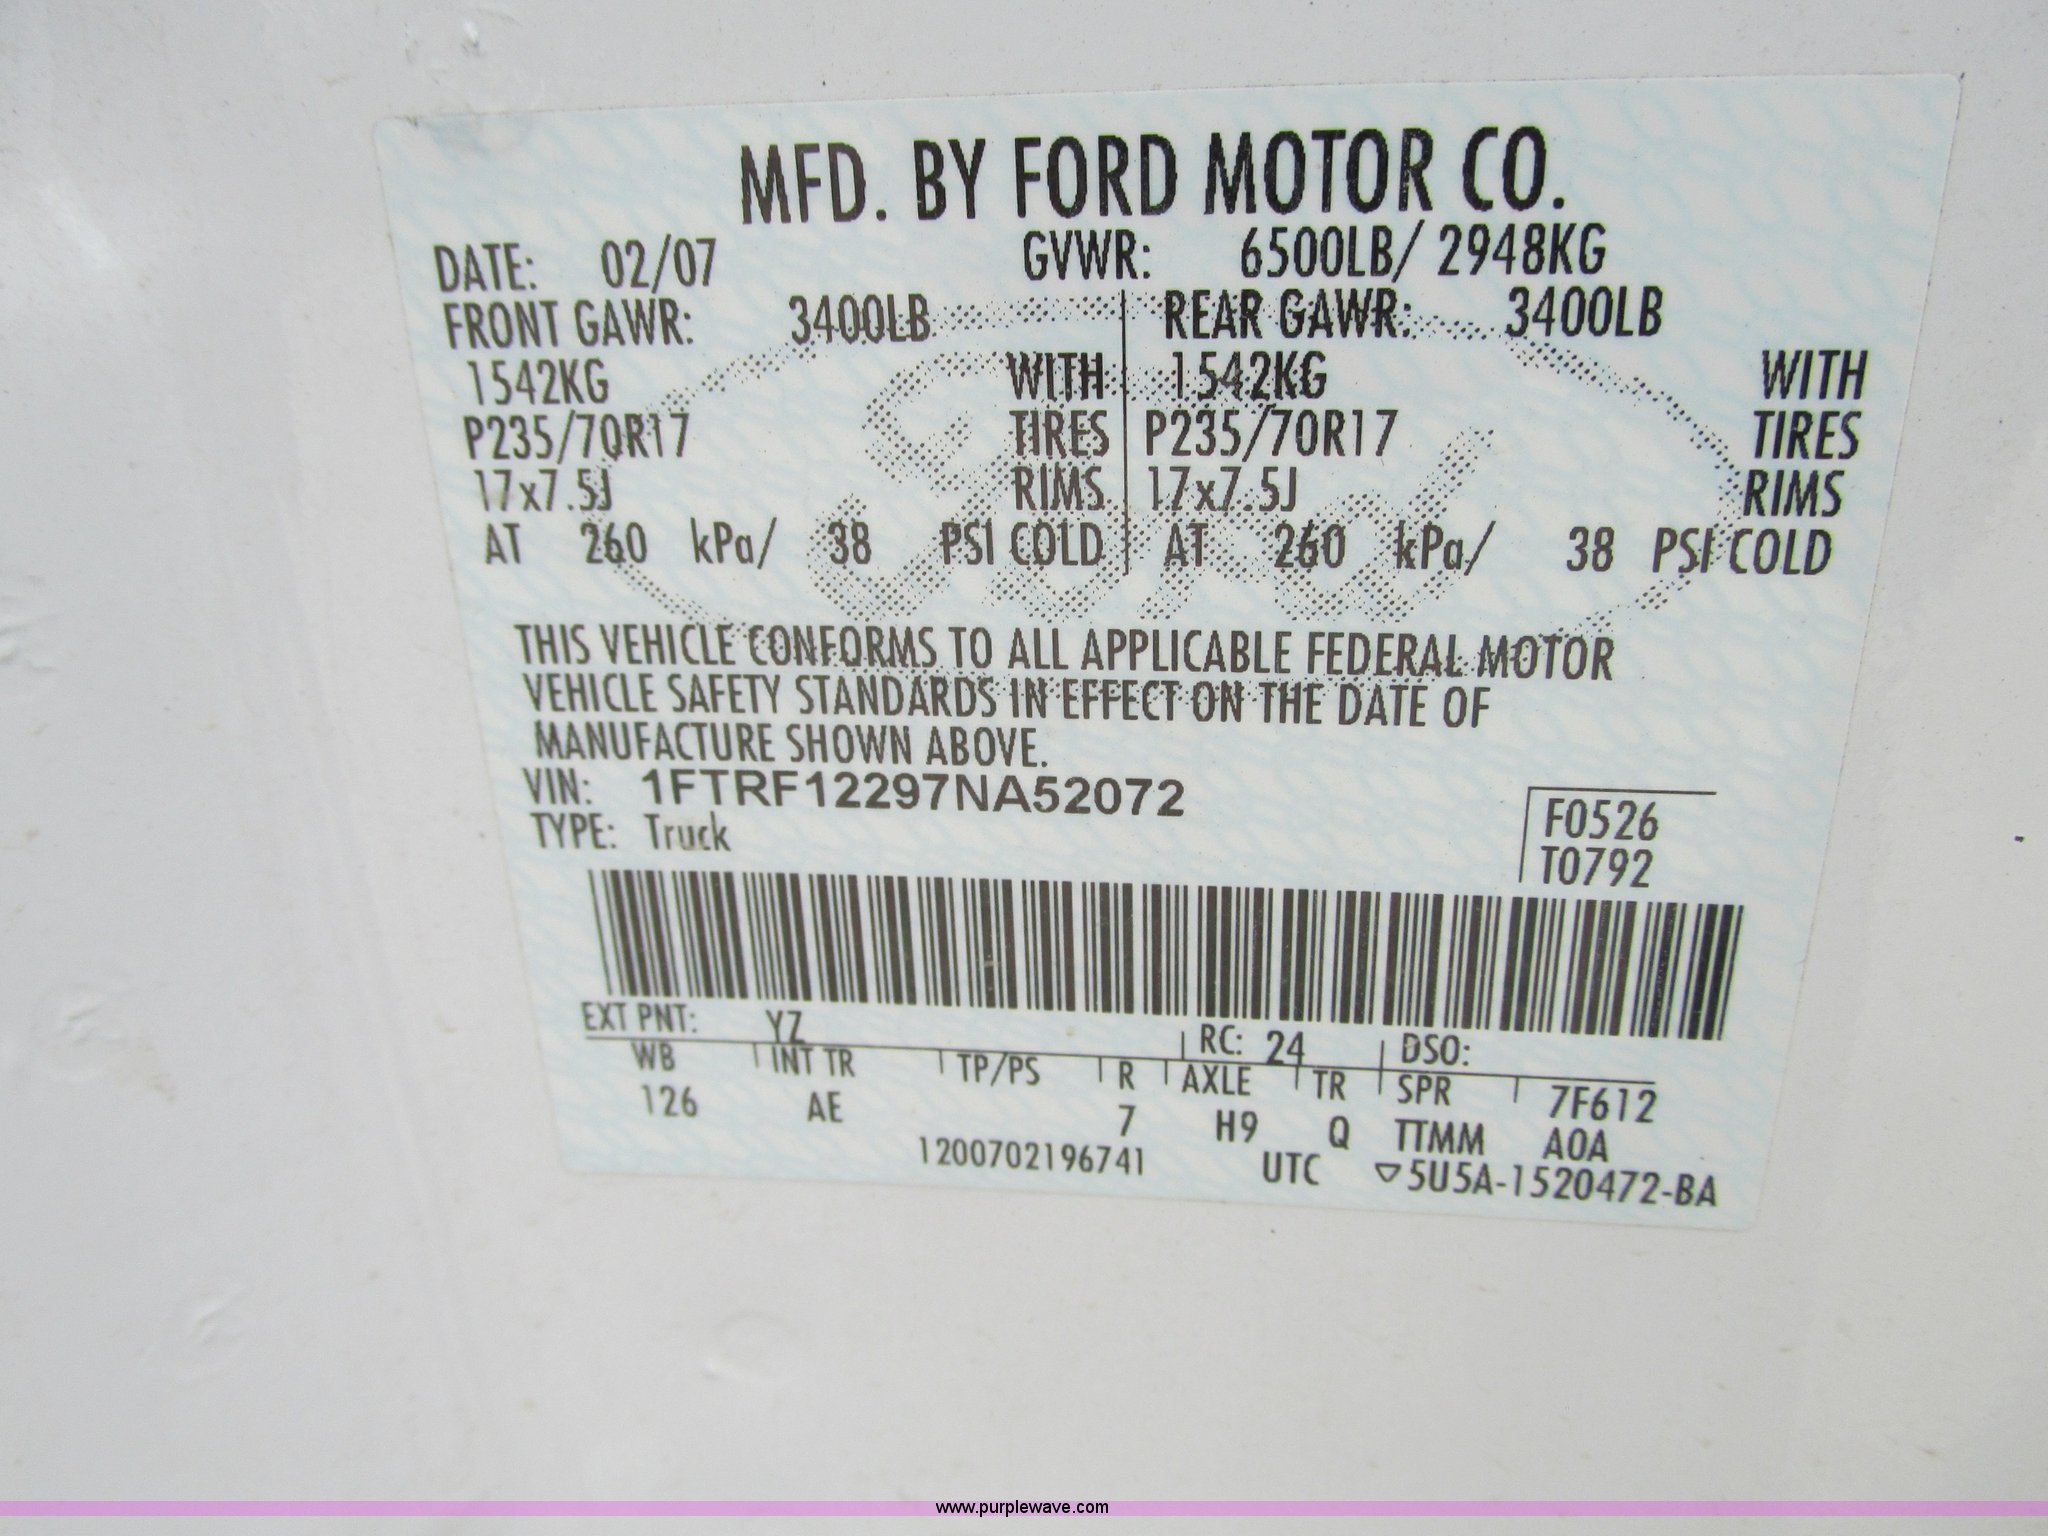 MFD. BY FORD MOTOR CO.
DATE: 02/07 GVWR: 6500LB/ 2948KG
FRONT GAWR: 3400LB REAR GAWR: 3400LB
1542KG WITH 1542KG WITH
P235/70R17 TIRES P235/70R17 TIRES
17x7.5J RIMS 17x7.5J RIMS
AT 260 kPa/ 38 PSI COLD AT 260 kPa/ 38 PSI COLD
THIS VEHICLE CONFORMS TO ALL APPLICABLE FEDERAL MOTOR
VEHICLE SAFETY STANDARDS IN EFFECT ON THE DATE OF
MANUFACTURE SHOWN ABOVE.
VIN: 1FTRF12297NA52072
TYPE: Truck
F0526
T0792
EXT PNT: YZ RC: 24 DSO:
WB INT TR TP/PS R AXLE TR SPR 7F612
126 AE 7 H9 Q TTMM A0A
1200702196741 UTC ▽5U5A-1520472-BA
www.purplewave.com